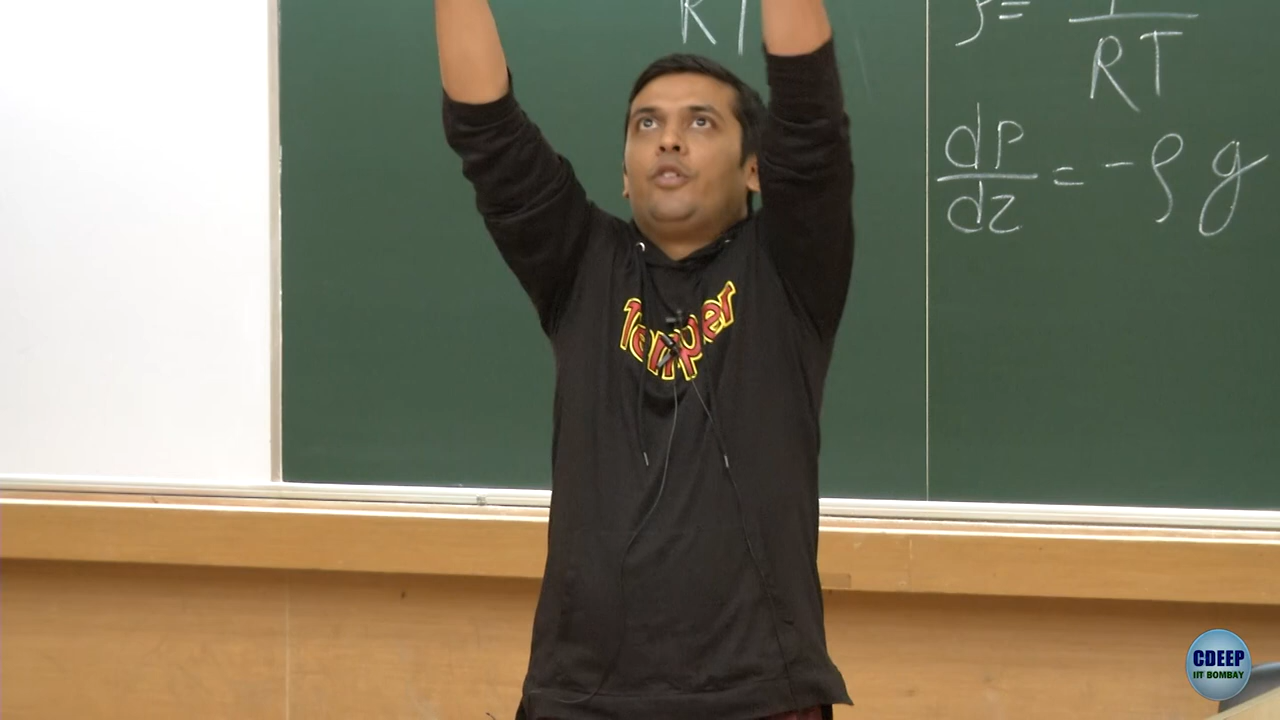 RT
ρ = P
RT
dP
dz = -ρg
Temper
CDEEP
IIT BOMBAY